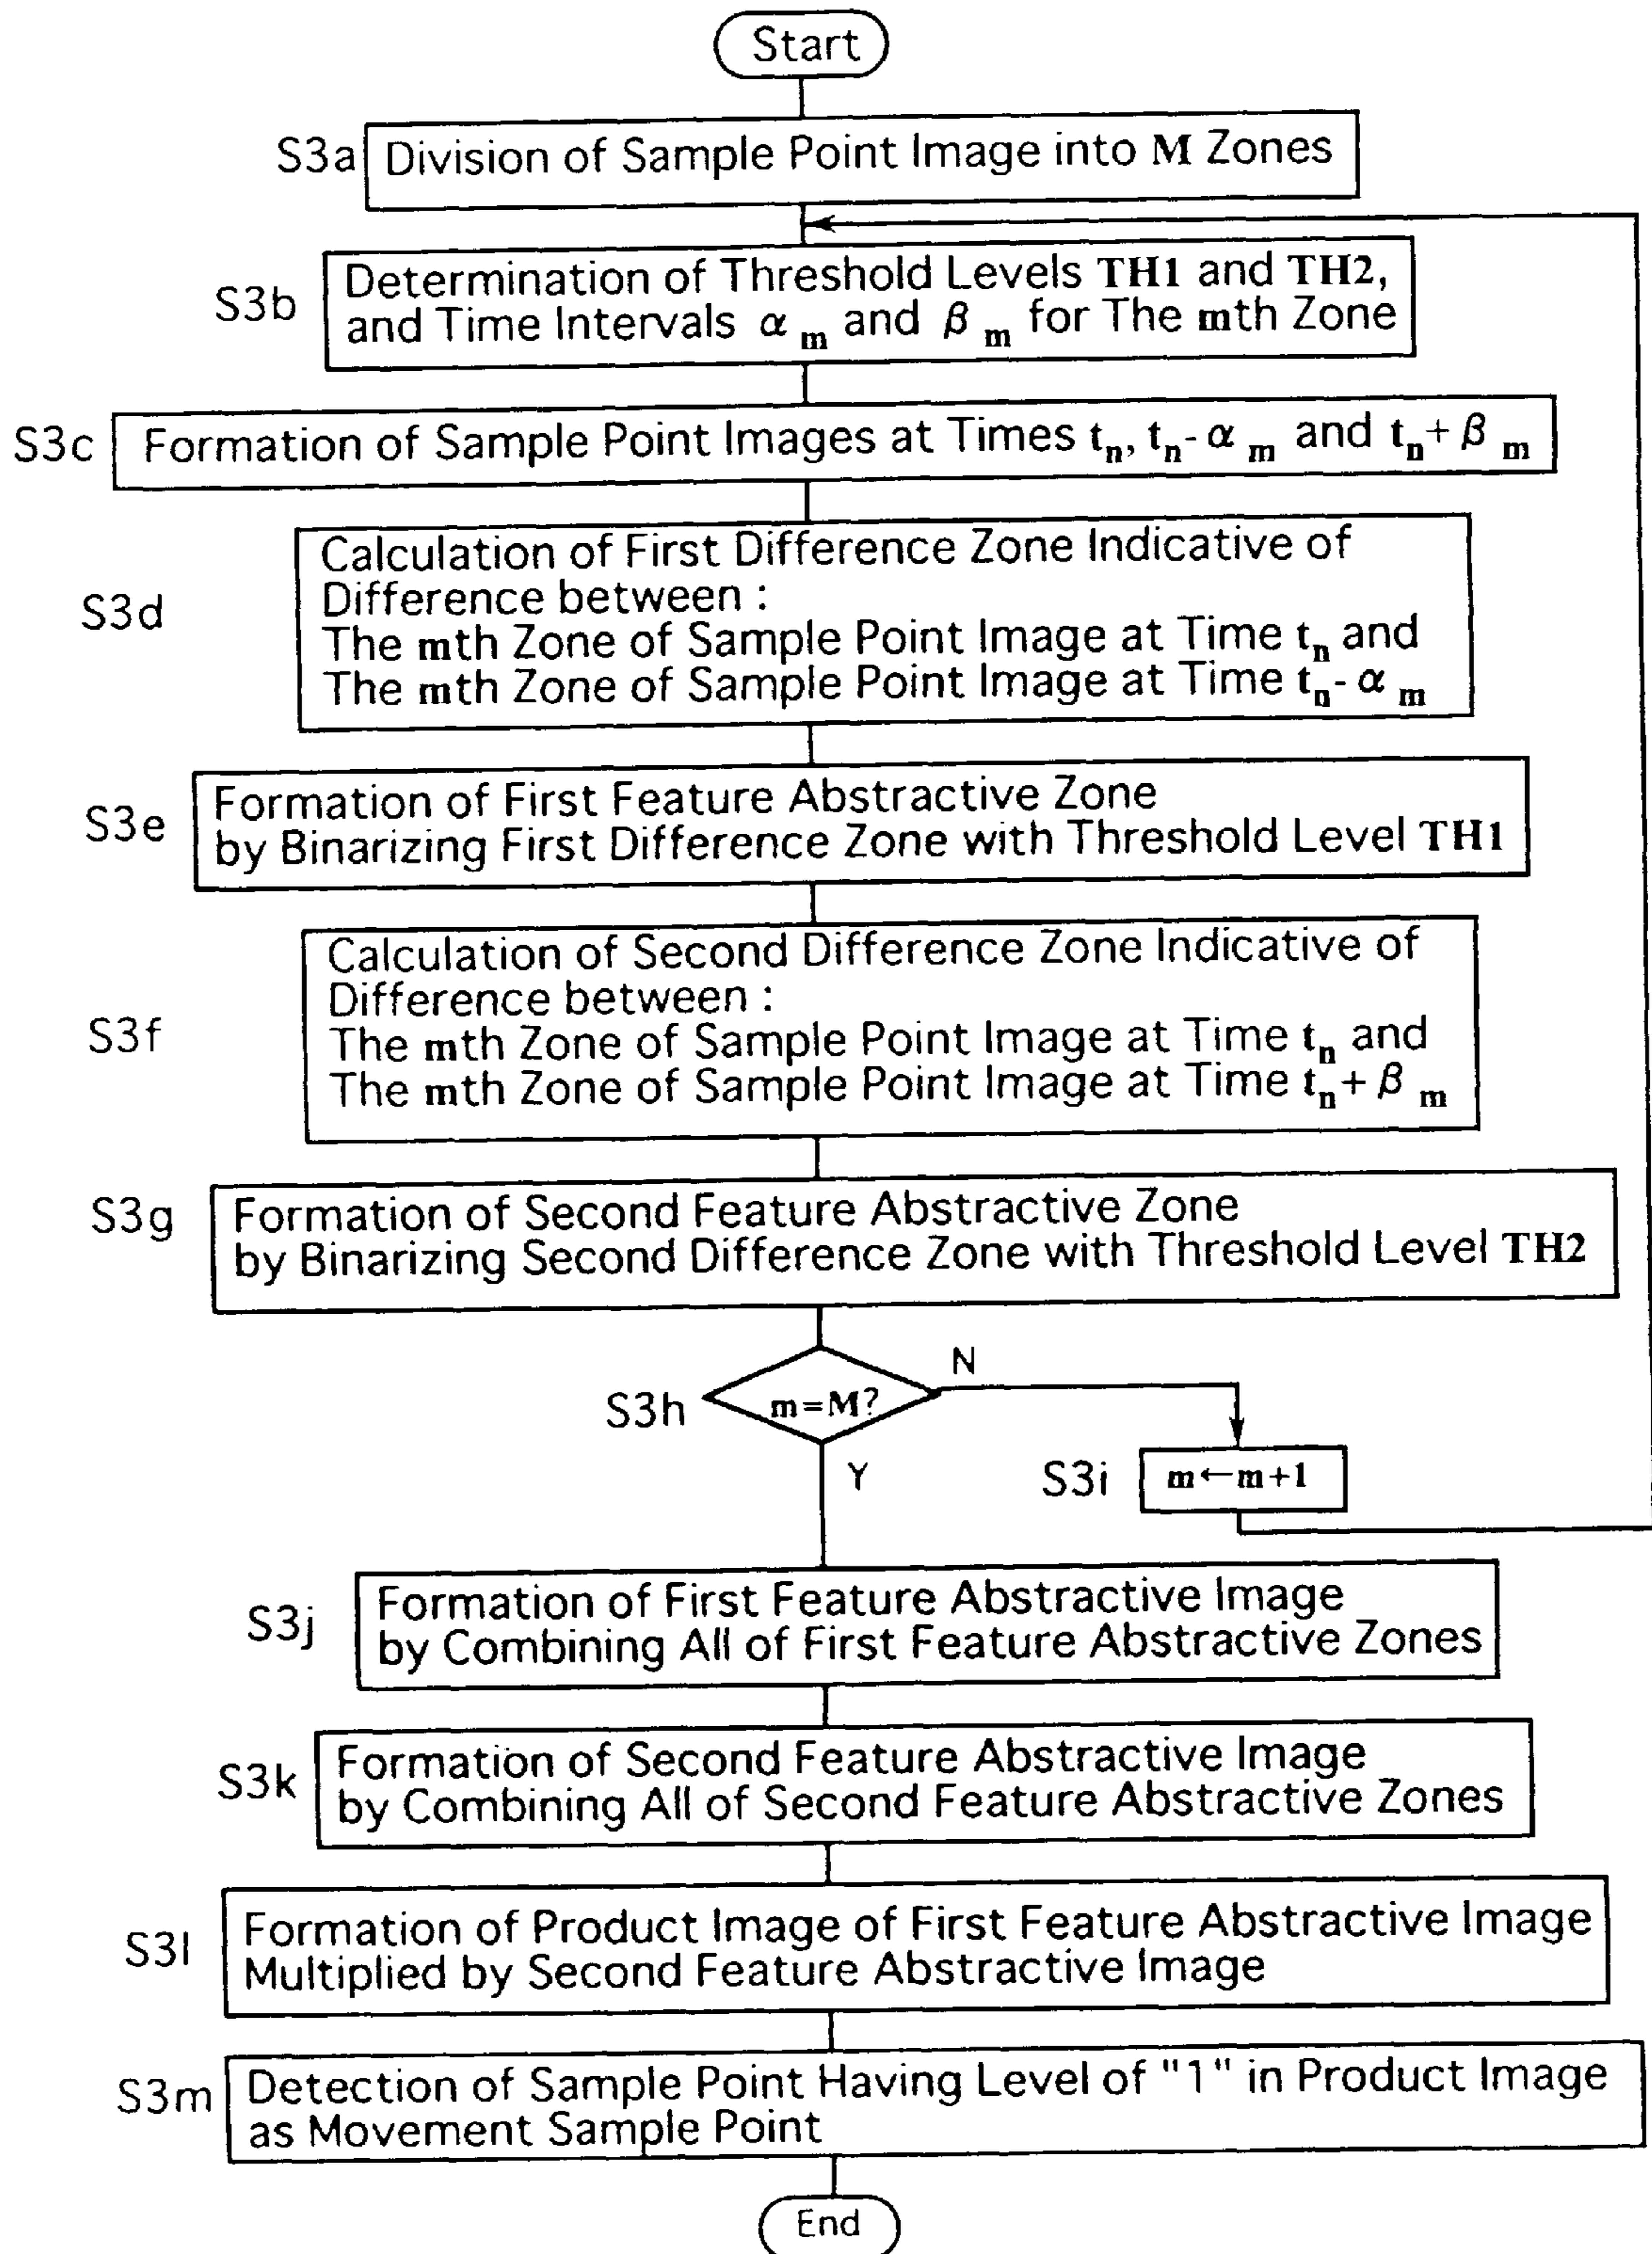 Start
S3a
Division of Sample Point Image into M Zones
S3b
Determination of Threshold Levels TH1 and TH2,
and Time Intervals α m and β m for The mth Zone
S3c
Formation of Sample Point Images at Times tn, tn- α m and tn+ β m
S3d
Calculation of First Difference Zone Indicative of
Difference between :
The mth Zone of Sample Point Image at Time tn and
The mth Zone of Sample Point Image at Time tn- α m
S3e
Formation of First Feature Abstractive Zone
by Binarizing First Difference Zone with Threshold Level TH1
S3f
Calculation of Second Difference Zone Indicative of
Difference between :
The mth Zone of Sample Point Image at Time tn and
The mth Zone of Sample Point Image at Time tn+ β m
S3g
Formation of Second Feature Abstractive Zone
by Binarizing Second Difference Zone with Threshold Level TH2
S3h
m=M?
N
Y
S3i
m←m+1
S3j
Formation of First Feature Abstractive Image
by Combining All of First Feature Abstractive Zones
S3k
Formation of Second Feature Abstractive Image
by Combining All of Second Feature Abstractive Zones
S3l
Formation of Product Image of First Feature Abstractive Image
Multiplied by Second Feature Abstractive Image
S3m
Detection of Sample Point Having Level of "1" in Product Image
as Movement Sample Point
End